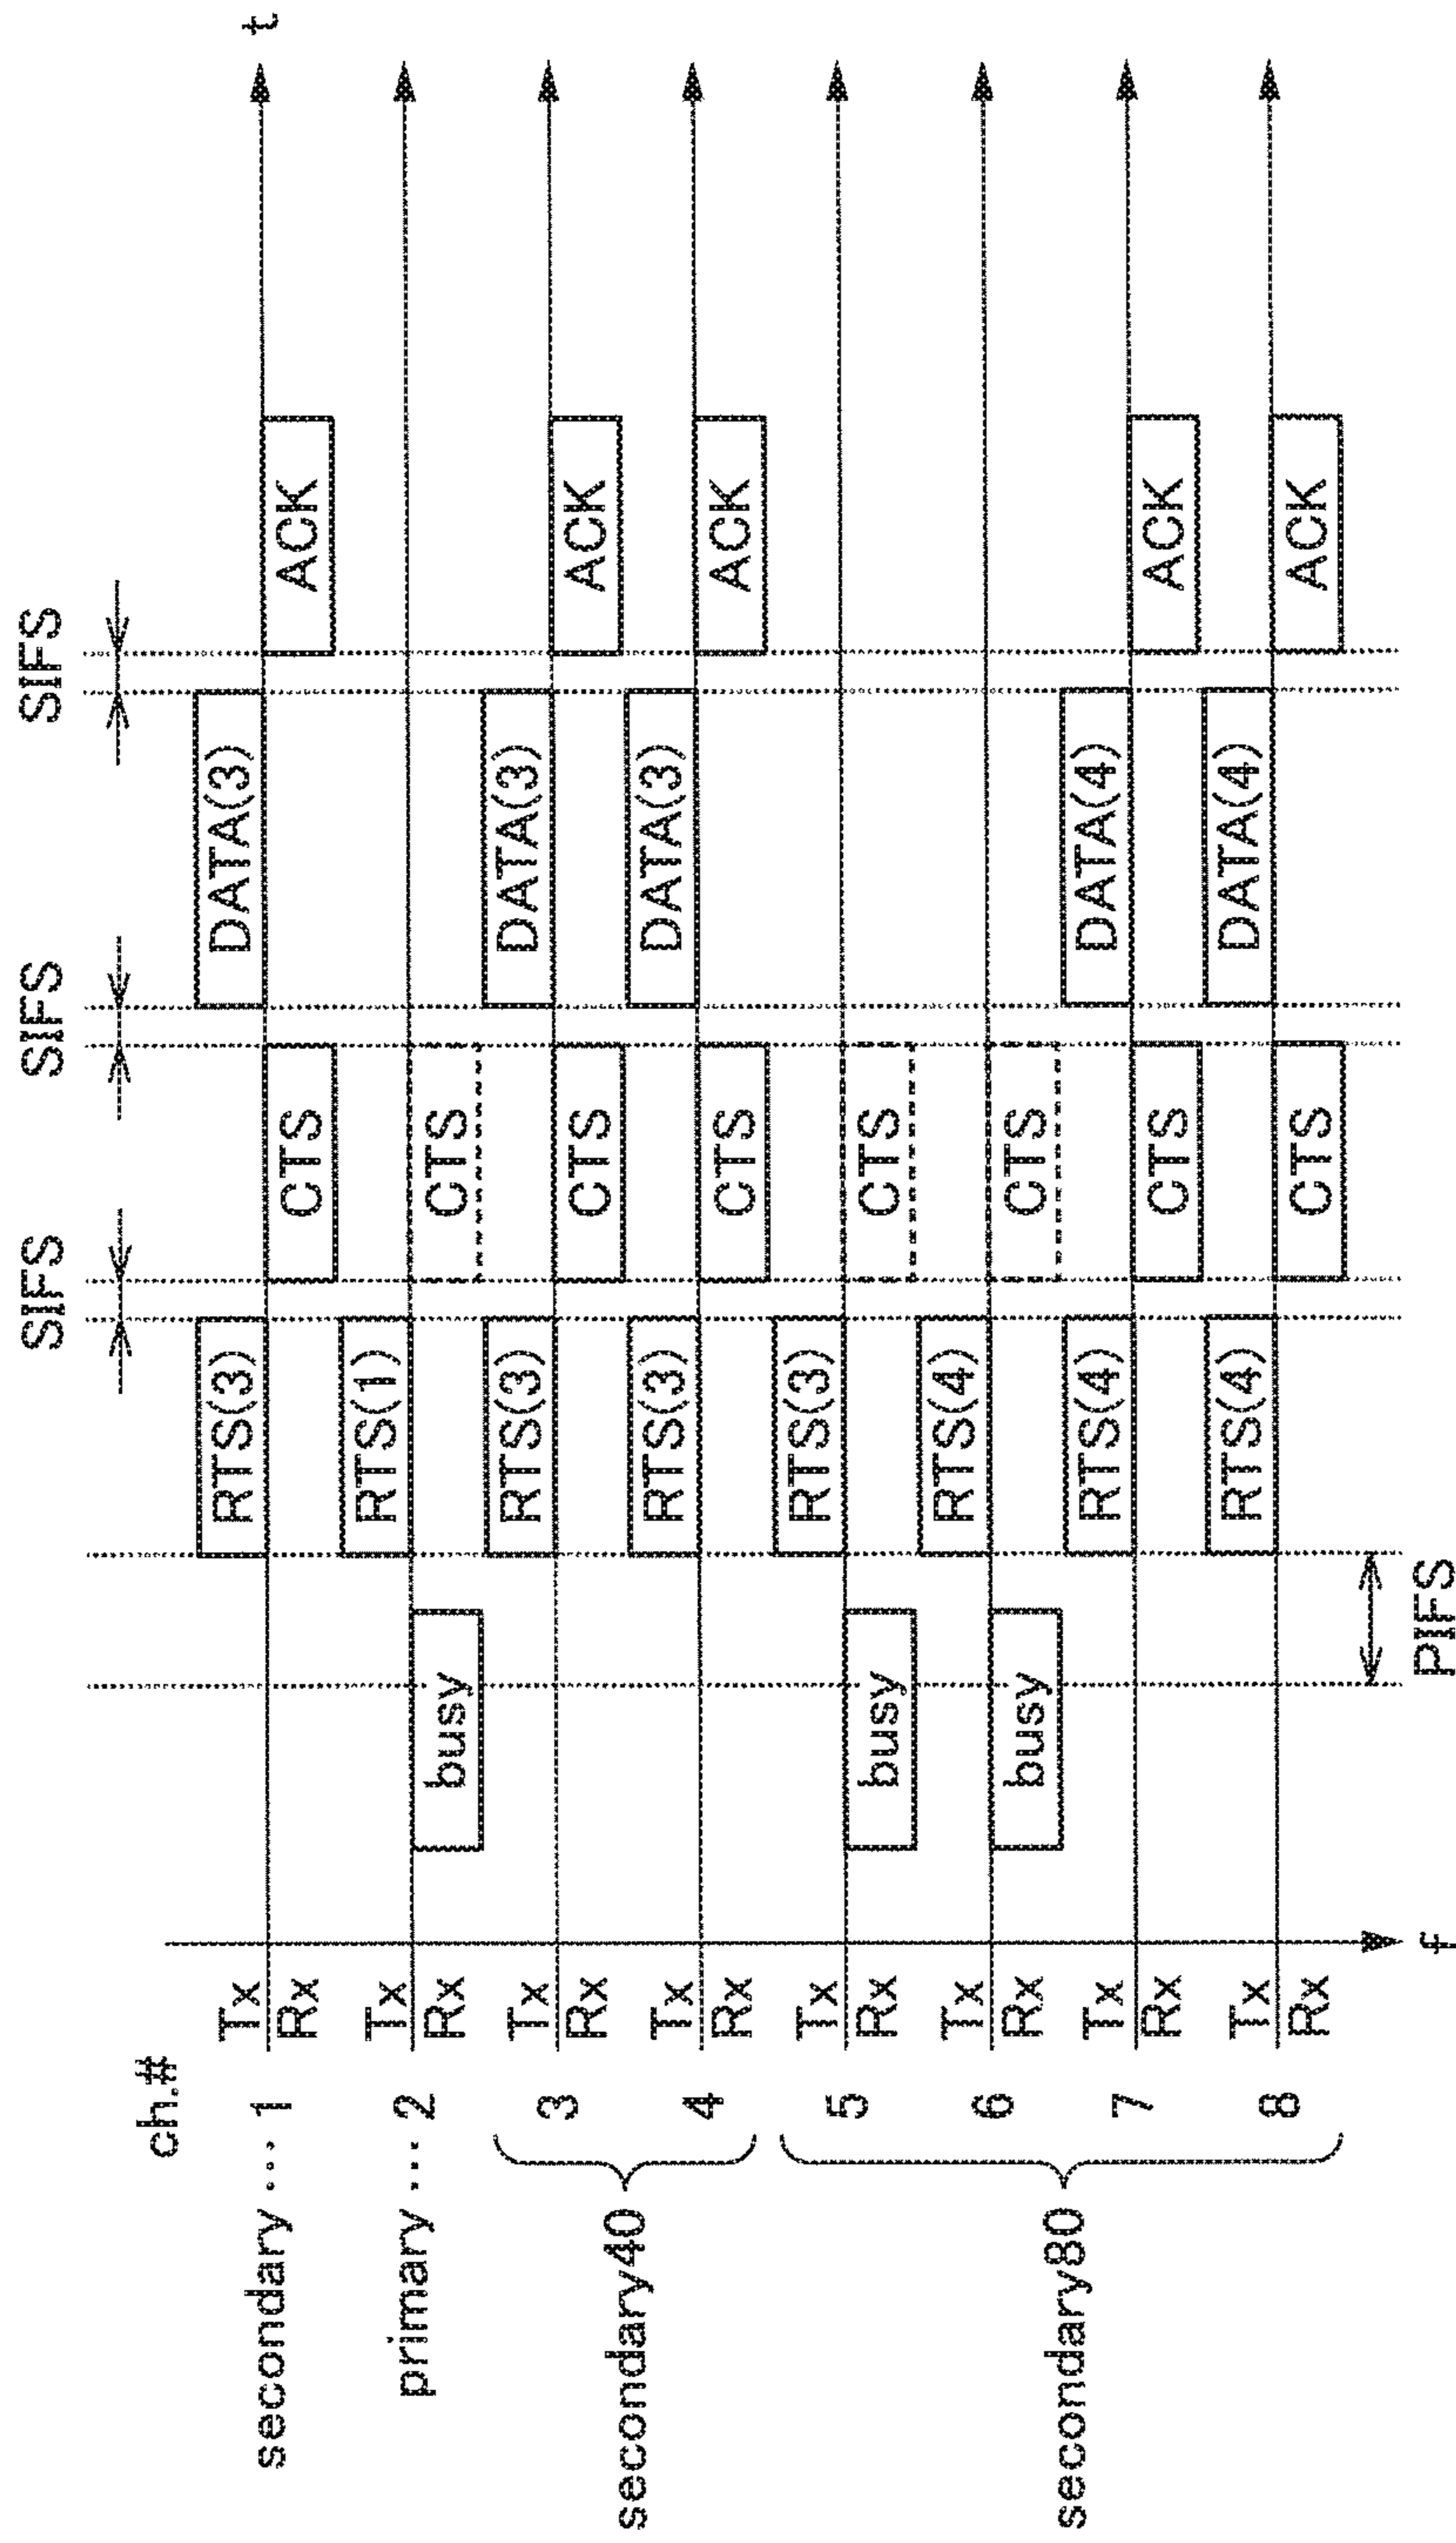 SIFS SIFS SIFS
ch.#
t
secondary ... 1 Tx RTS(3) DATA(3)
Rx CTS ACK
primary ... 2 Tx RTS(1)
Rx busy CTS
secondary40
3 Tx RTS(3) DATA(3)
Rx CTS ACK
4 Tx RTS(3) DATA(3)
Rx CTS ACK
secondary80
5 Tx RTS(3)
Rx busy CTS
6 Tx RTS(4)
Rx busy CTS
7 Tx RTS(4) DATA(4)
Rx CTS ACK
8 Tx RTS(4) DATA(4)
Rx CTS ACK
f
PIFS